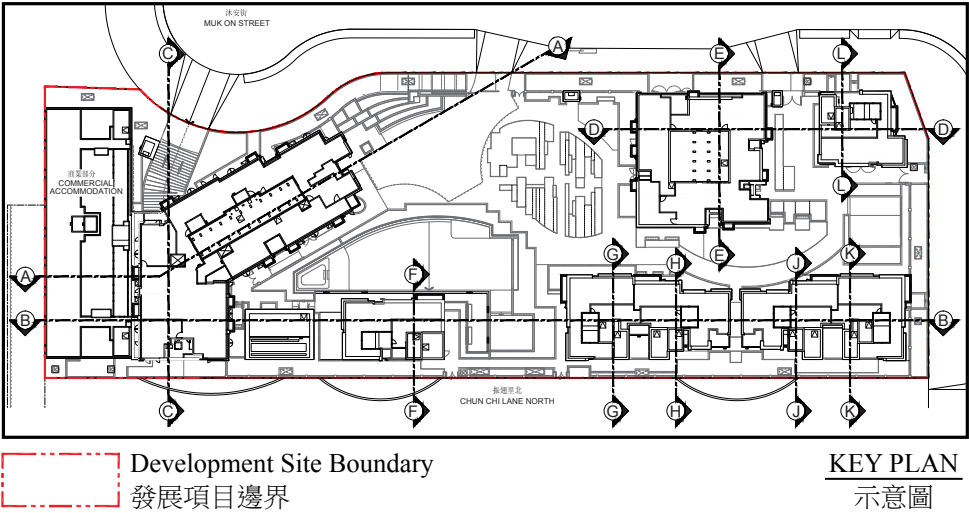 沐安街
MUK ON STREET
C
A
E
L
D
D
商業部分
COMMERCIAL
ACCOMMODATION
L
A
F
G
H
E
J
K
B
B
C
F
G
H
J
K
振翅里北
CHUN CHI LANE NORTH
Development Site Boundary
發展項目邊界
KEY PLAN
示意圖